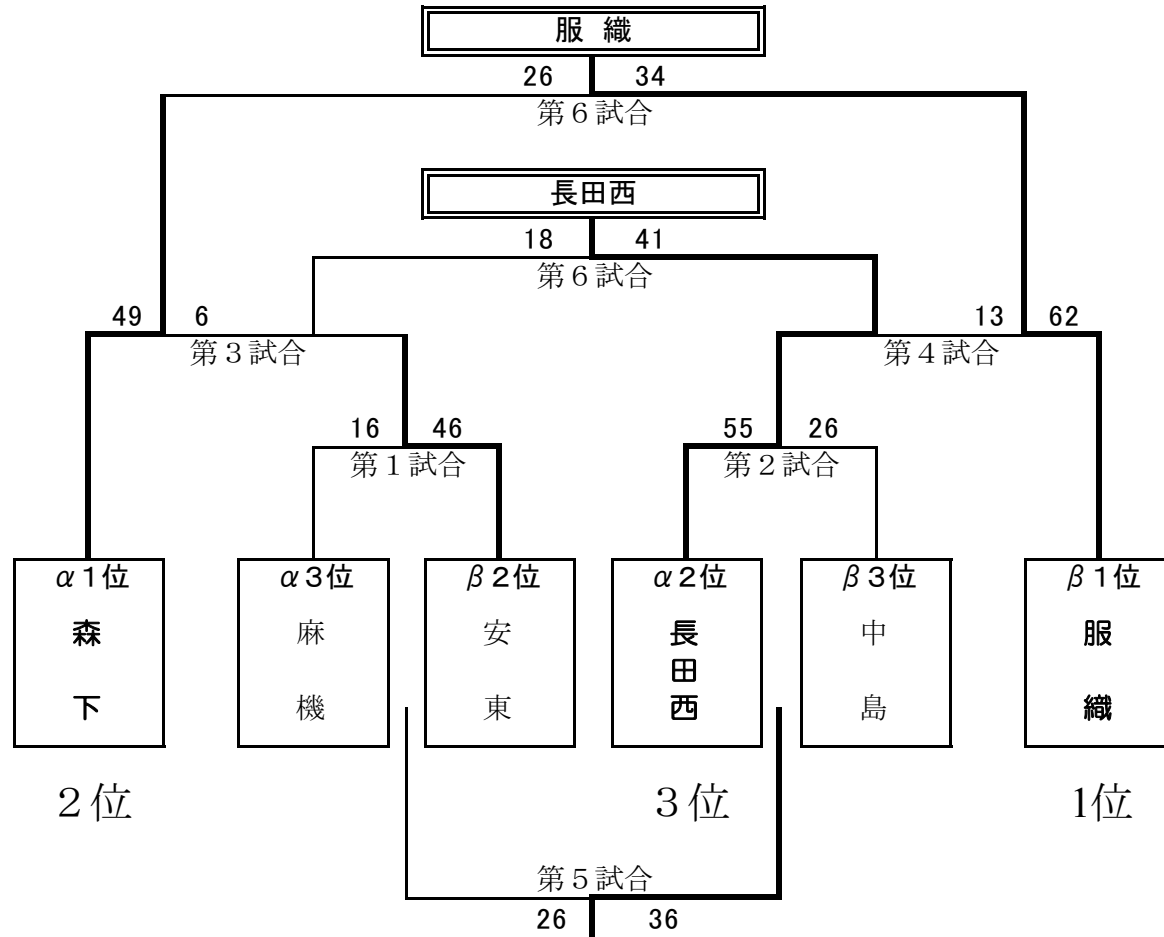 服 織
26 34
第6試合
長田西
18 41
第6試合
49 6
第3試合
13 62
第4試合
16 46
第1試合
55 26
第2試合
α1位
森下
α3位
麻機
β2位
安東
α2位
長田西
β3位
中島
β1位
服織
2位
3位
1位
第5試合
26 36